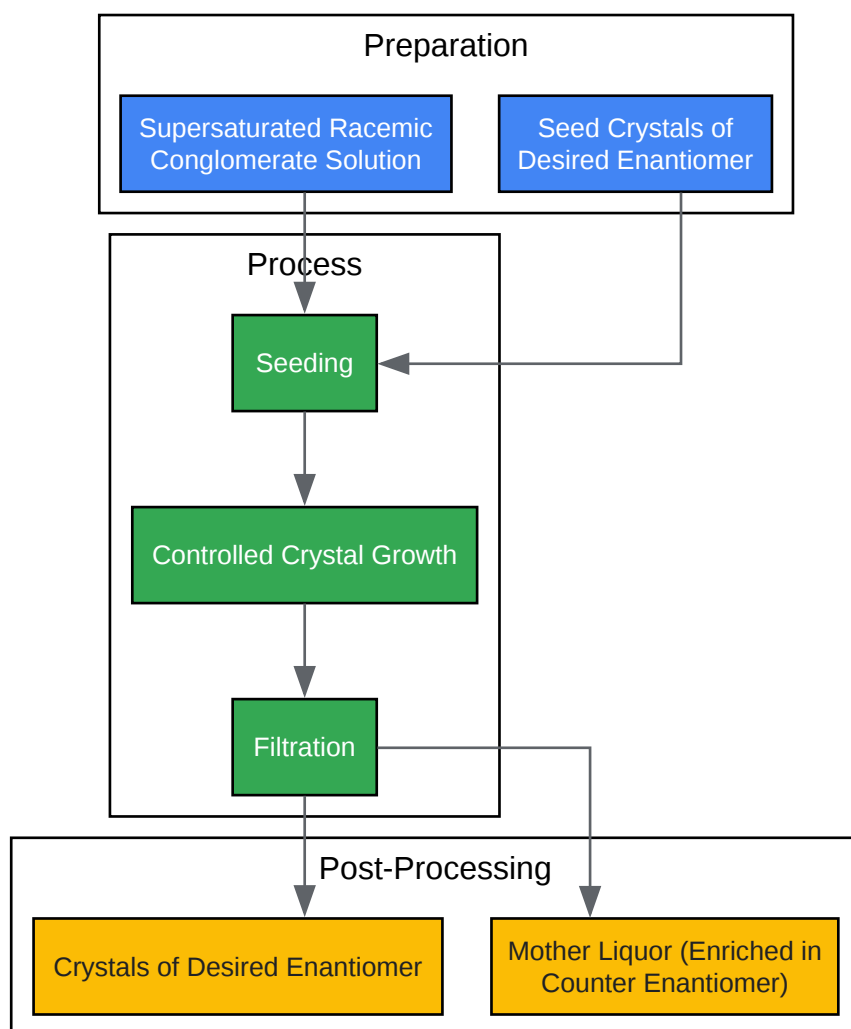 Preparation
Supersaturated Racemic
Conglomerate Solution
Seed Crystals of
Desired Enantiomer
Process
Seeding
Controlled Crystal Growth
Filtration
Post-Processing
Crystals of Desired Enantiomer
Mother Liquor (Enriched in
Counter Enantiomer)